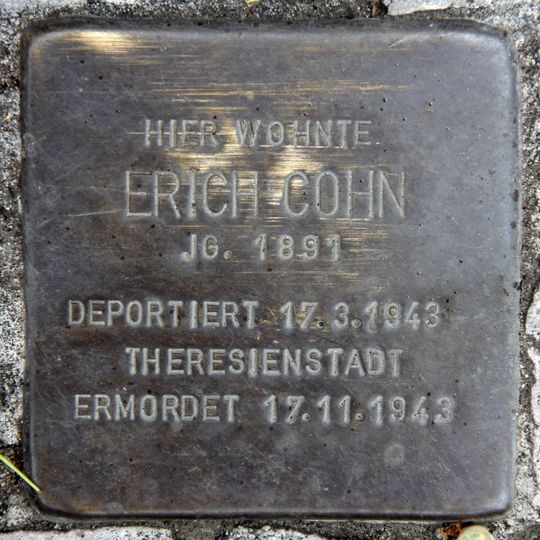 HIER WOHNTE
ERICH COHN
JG. 1891
DEPORTIERT 17.3.1943
THERESIENSTADT
ERMORDET 17.11.1943